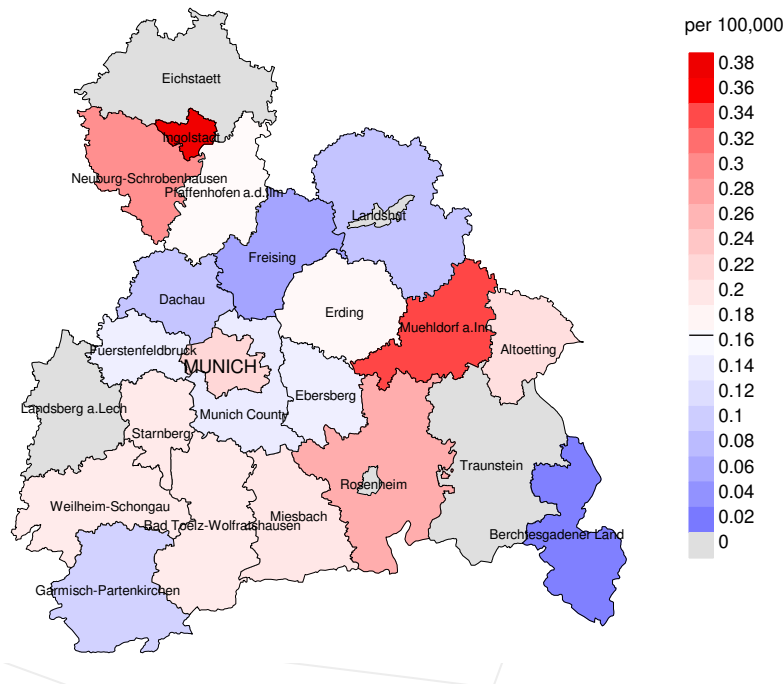 per 100,000
0.38
0.36
0.34
0.32
0.3
0.28
0.26
0.24
0.22
0.2
0.18
0.16
0.14
0.12
0.1
0.08
0.06
0.04
0.02
0
Eichstaett
Ingolstadt
Neuburg-Schrobenhausen
Pfaffenhofen a.d.Ilm
Landshut
Freising
Dachau
Erding
Muehldorf a.Inn
Altoetting
Fuerstenfeldbruck
MUNICH
Ebersberg
Landsberg a.Lech
Munich County
Starnberg
Traunstein
Rosenheim
Weilheim-Schongau
Miesbach
Bad Toelz-Wolfratshausen
Berchtesgadener Land
Garmisch-Partenkirchen